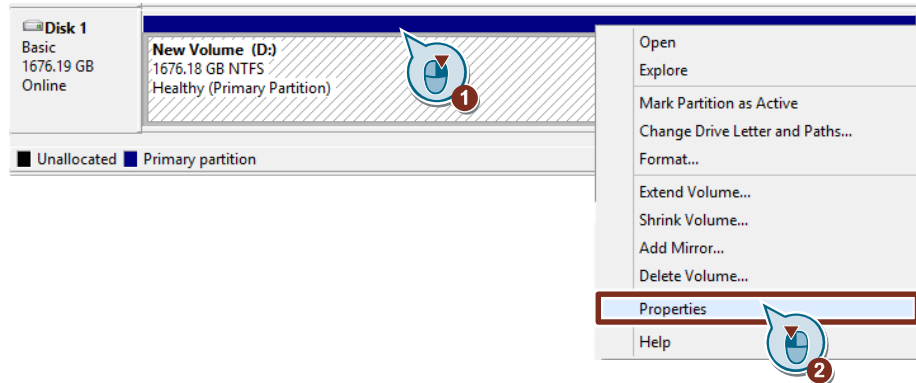 Disk 1
Basic
1676.19 GB
Online
New Volume (D:)
1676.18 GB NTFS
Healthy (Primary Partition)
1
Unallocated
Primary partition
Open
Explore
Mark Partition as Active
Change Drive Letter and Paths...
Format...
Extend Volume...
Shrink Volume...
Add Mirror...
Delete Volume...
Properties
Help
2